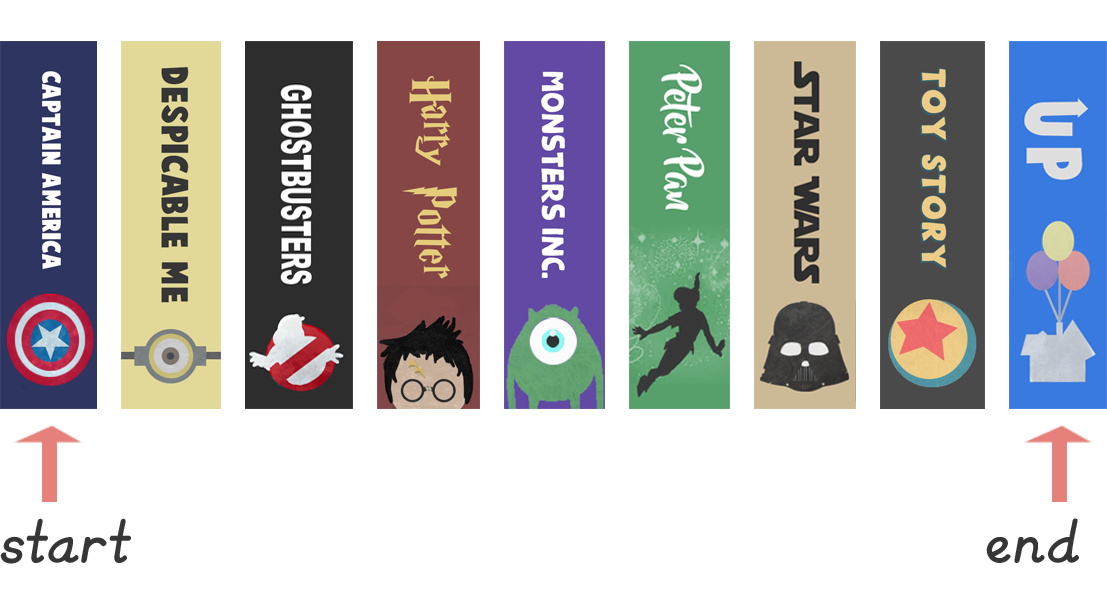 CAPTAIN AMERICA
DESPICABLE ME
GHOSTBUSTERS
Harry Potter
MONSTERS INC.
Peter Pan
STAR WARS
TOY STORY
UP
start
end